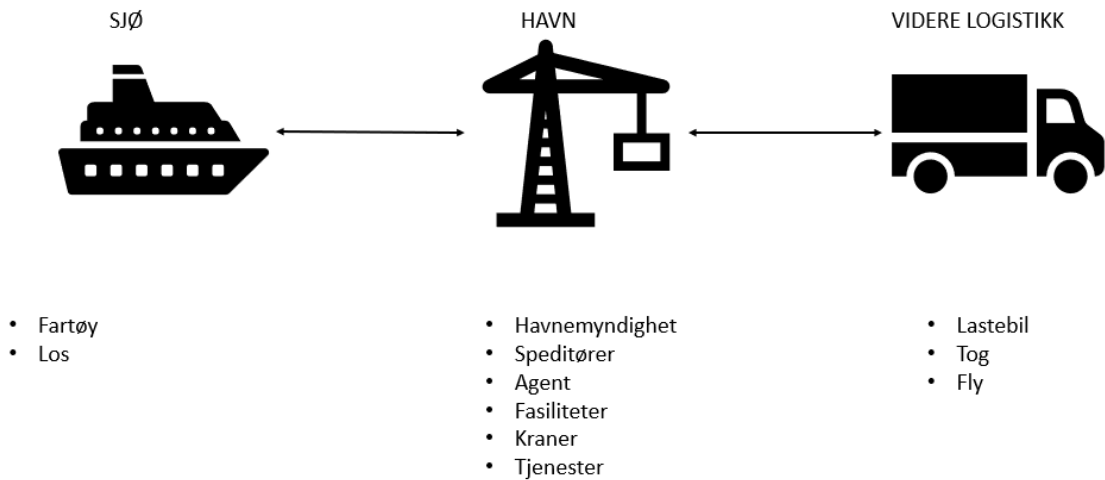 SJØ
HAVN
VIDERE LOGISTIKK
• Fartøy
• Los
• Havnemyndighet
• Speditører
• Agent
• Fasiliteter
• Kraner
• Tjenester
• Lastebil
• Tog
• Fly